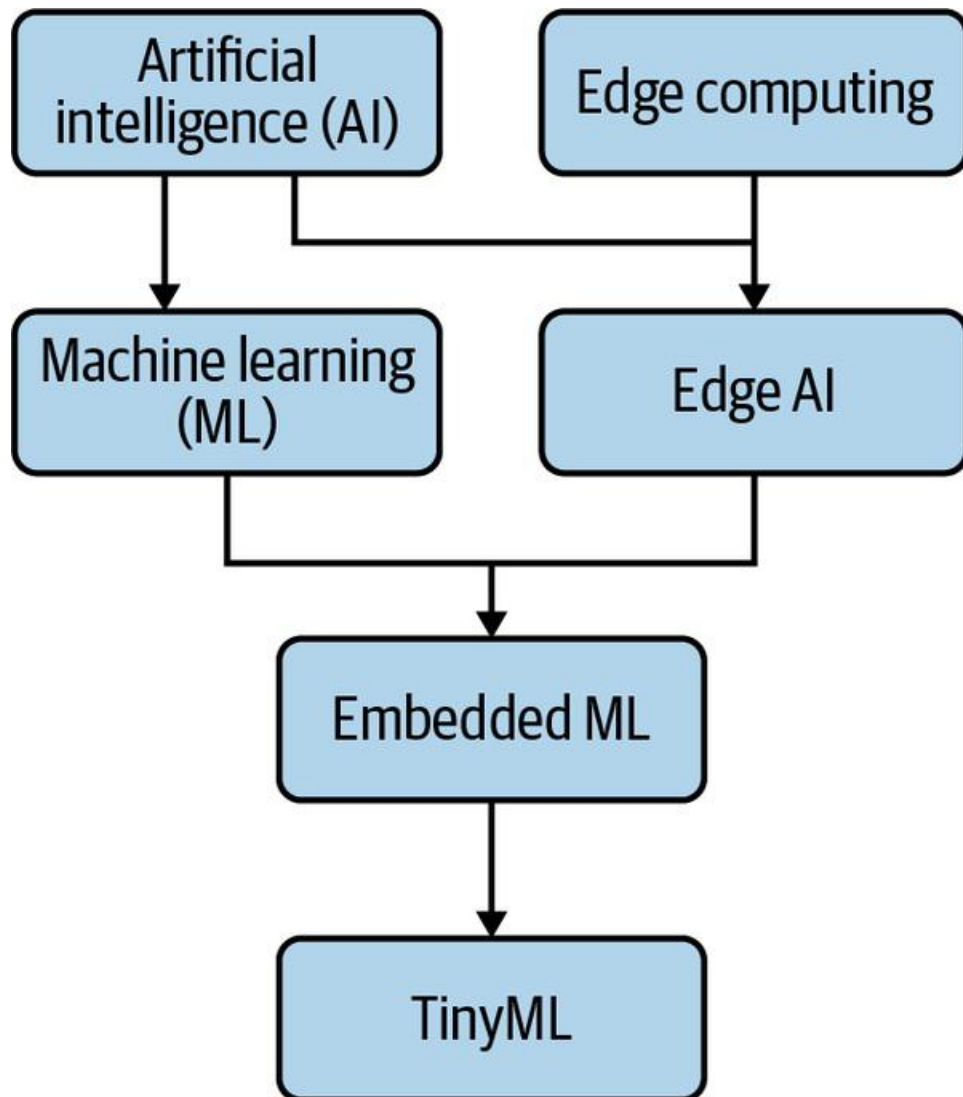 Artificial
intelligence (AI)
Edge computing
Machine learning
(ML)
Edge AI
Embedded ML
TinyML